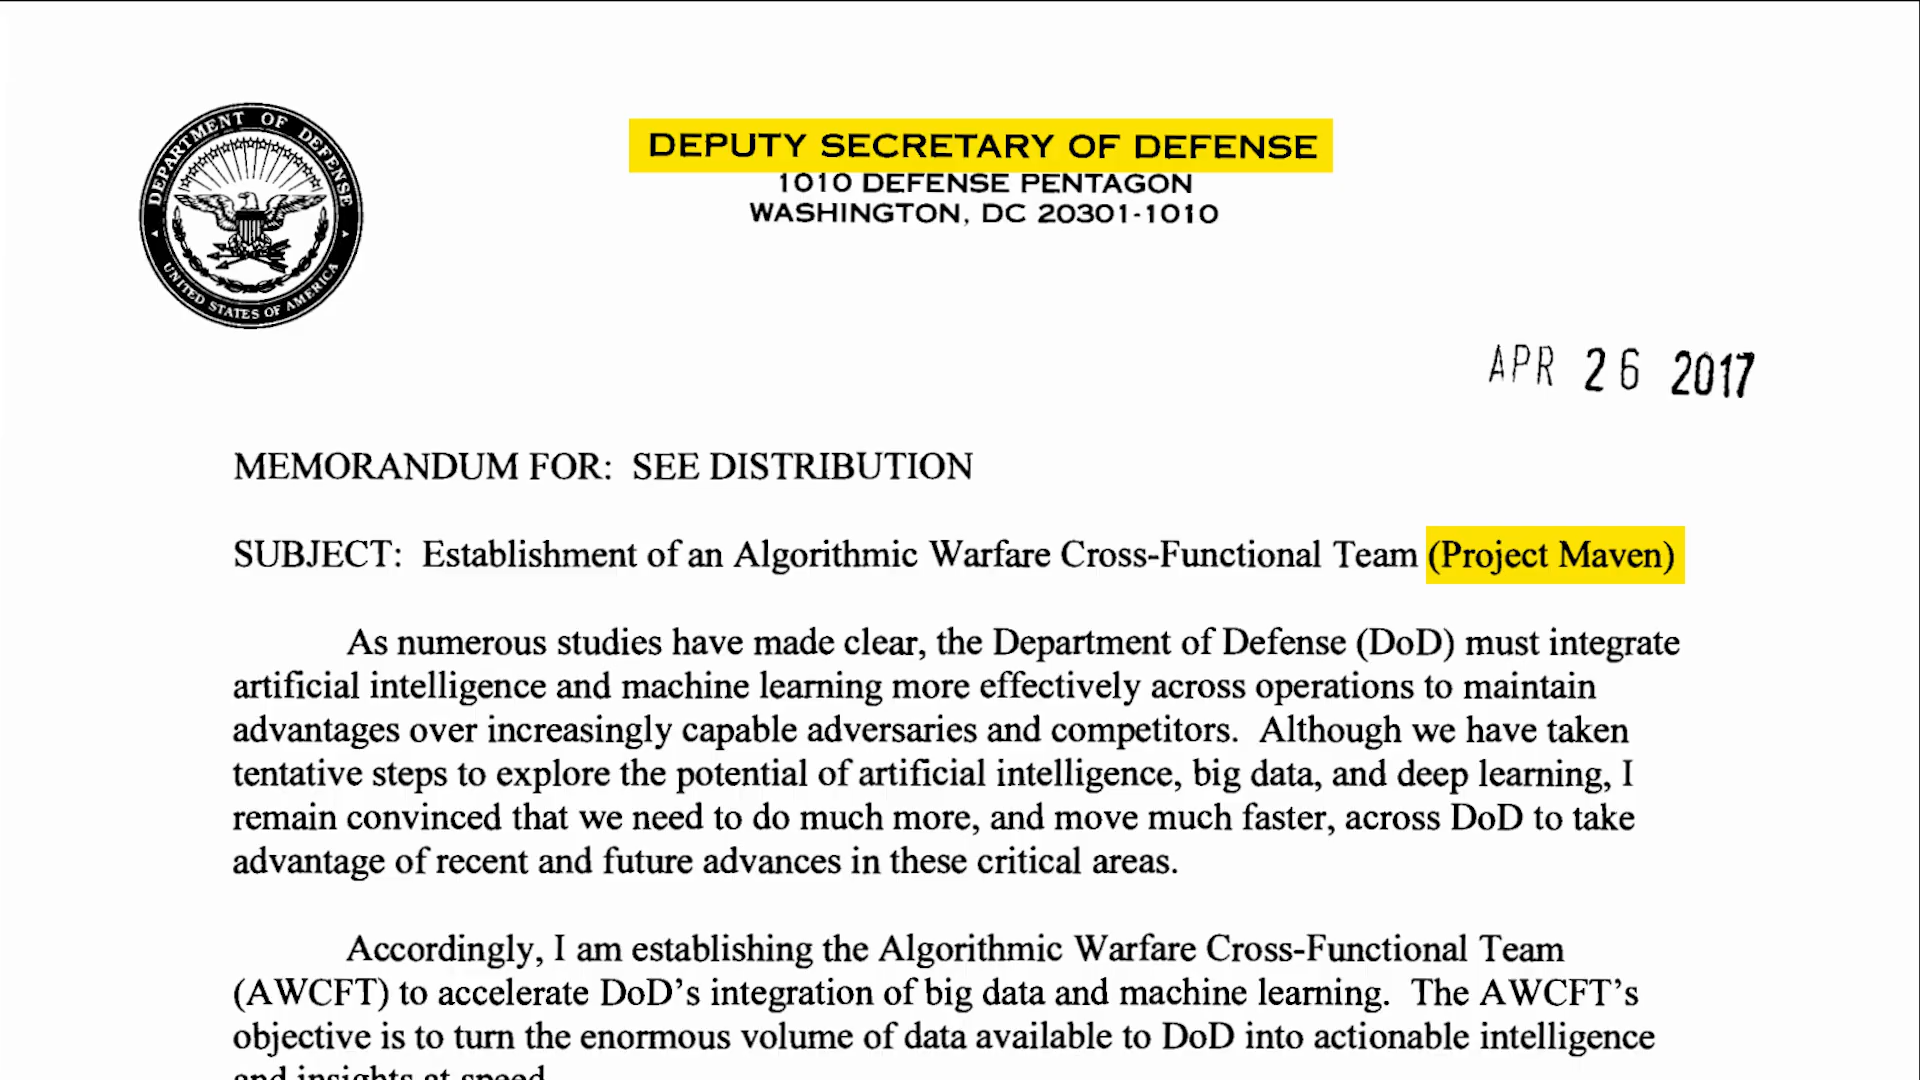 DEPARTMENT OF DEFENSE
UNITED STATES OF AMERICA
DEPUTY SECRETARY OF DEFENSE
1010 DEFENSE PENTAGON
WASHINGTON, DC 20301-1010
APR 26 2017
MEMORANDUM FOR: SEE DISTRIBUTION
SUBJECT: Establishment of an Algorithmic Warfare Cross-Functional Team (Project Maven)
As numerous studies have made clear, the Department of Defense (DoD) must integrate
artificial intelligence and machine learning more effectively across operations to maintain
advantages over increasingly capable adversaries and competitors. Although we have taken
tentative steps to explore the potential of artificial intelligence, big data, and deep learning, I
remain convinced that we need to do much more, and move much faster, across DoD to take
advantage of recent and future advances in these critical areas.
Accordingly, I am establishing the Algorithmic Warfare Cross-Functional Team
(AWCFT) to accelerate DoD's integration of big data and machine learning. The AWCFT's
objective is to turn the enormous volume of data available to DoD into actionable intelligence
and insights at speed.